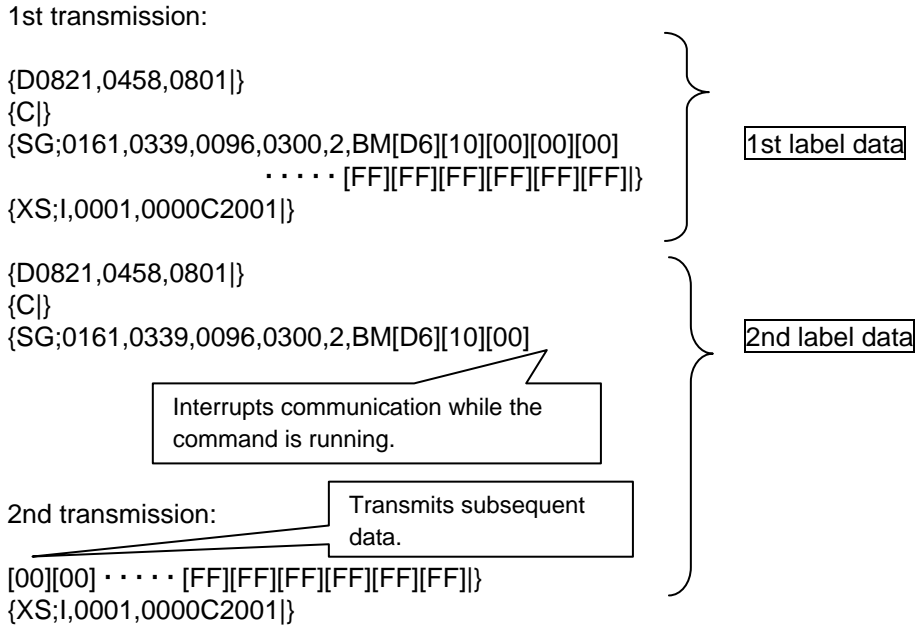 1st transmission:
{D0821,0458,0801|}
{C|}
{SG;0161,0339,0096,0300,2,BM[D6][10][00][00][00]
·····[FF][FF][FF][FF][FF][FF]|}
{XS;I,0001,0000C2001|}
1st label data
{D0821,0458,0801|}
{C|}
{SG;0161,0339,0096,0300,2,BM[D6][10][00]
2nd label data
Interrupts communication while the
command is running.
2nd transmission:
Transmits subsequent
data.
[00][00] ····· [FF][FF][FF][FF][FF][FF]|}
{XS;I,0001,0000C2001|}